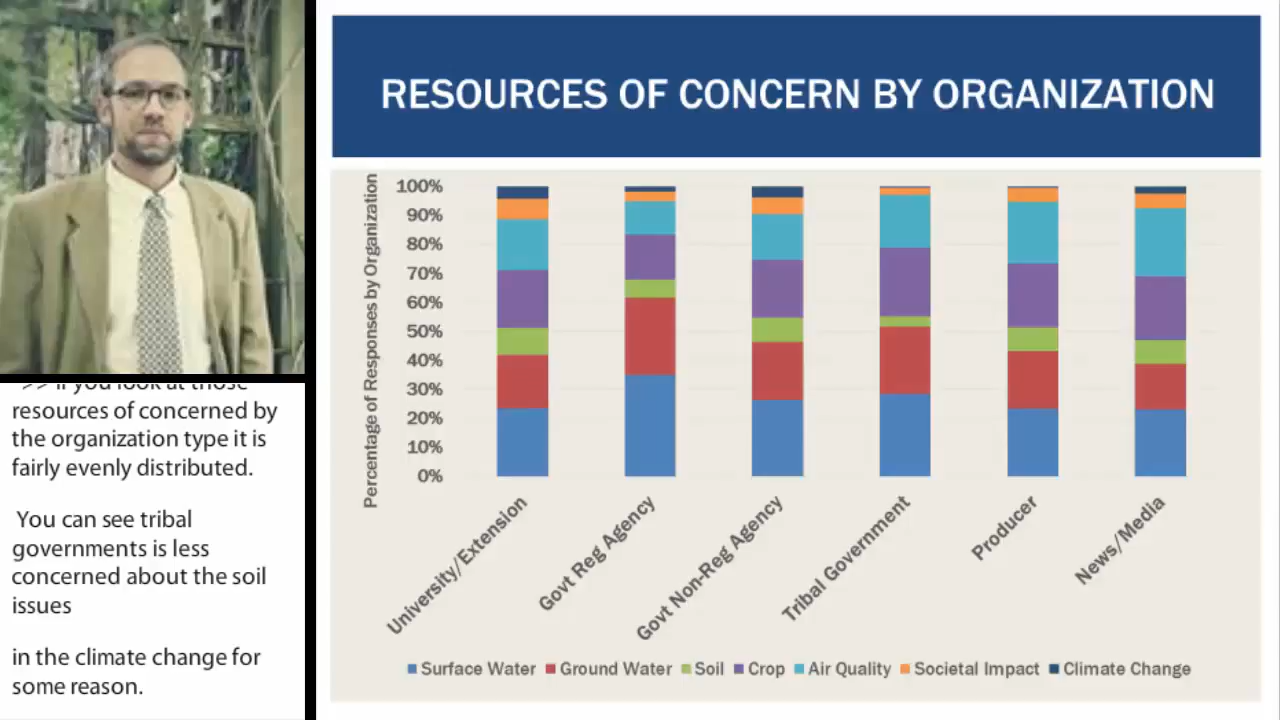 RESOURCES OF CONCERN BY ORGANIZATION
Percentage of Responses by Organization
100%
90%
80%
70%
60%
50%
40%
30%
20%
10%
0%
University/Extension
Govt Reg Agency
Govt Non-Reg Agency
Tribal Government
Producer
News/Media
Surface Water Ground Water Soil Crop Air Quality Societal Impact Climate Change
>> If you look at those
resources of concerned by
the organization type it is
fairly evenly distributed.
You can see tribal
governments is less
concerned about the soil
issues
in the climate change for
some reason.